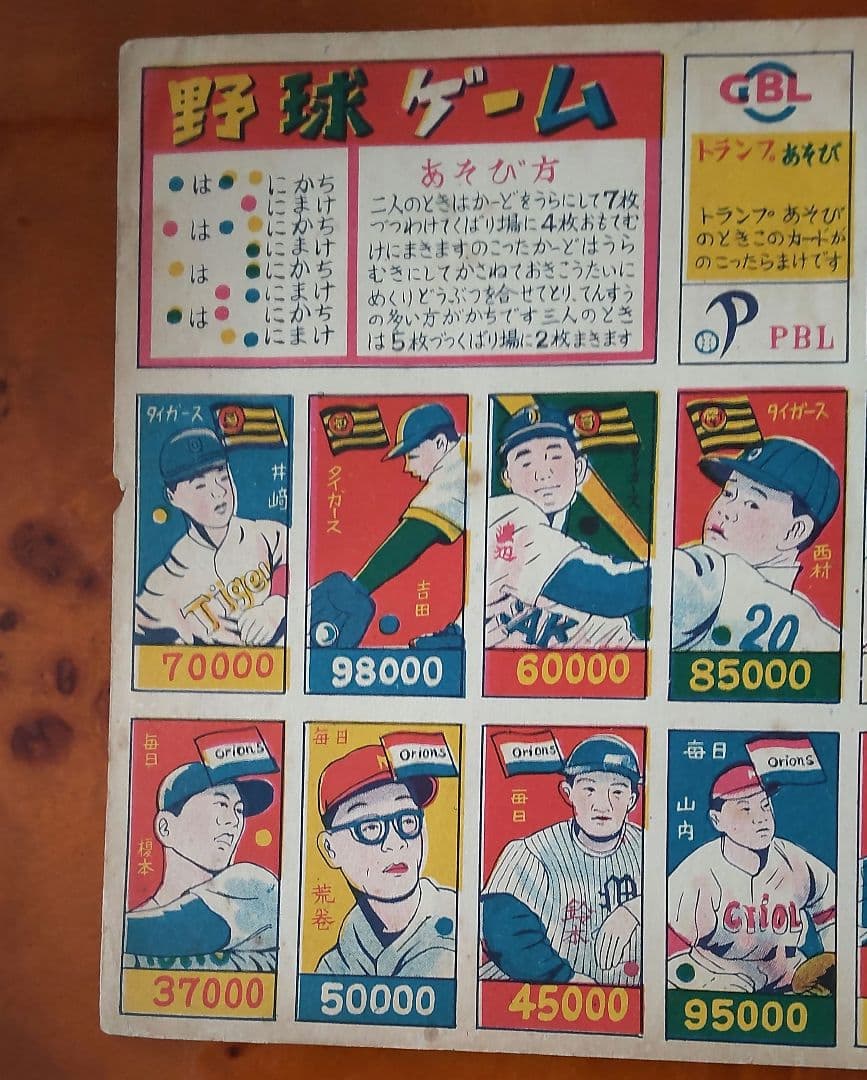 野球ゲーム
は にかち
にまけ
は にかち
にまけ
は にかち
にまけ
は にかち
にまけ
あそび方
二人のときはかーどをうらにして7枚
づつわけてくばり場に4枚おもてむ
けにまきますのこったかーどはうら
むきにしてかさねておきこうたいに
めくりどうぶつを合せてとり、てんすう
の多い方がかちです三人のとき
は5枚づつくばり場に2枚まきます
CBL
トランプあそび
トランプあそび
のときこのカードが
のこったらまけです
P
PBL
タイガース
井崎
Tiger
70000
タイガース
吉田
98000
タイガース
渡辺
AK
60000
タイガース
西村
20
85000
毎日
Orions
榎本
37000
毎日
Orions
荒巻
50000
Orions
毎日
鈴木
M
45000
毎日
Orions
山内
CrioL
95000